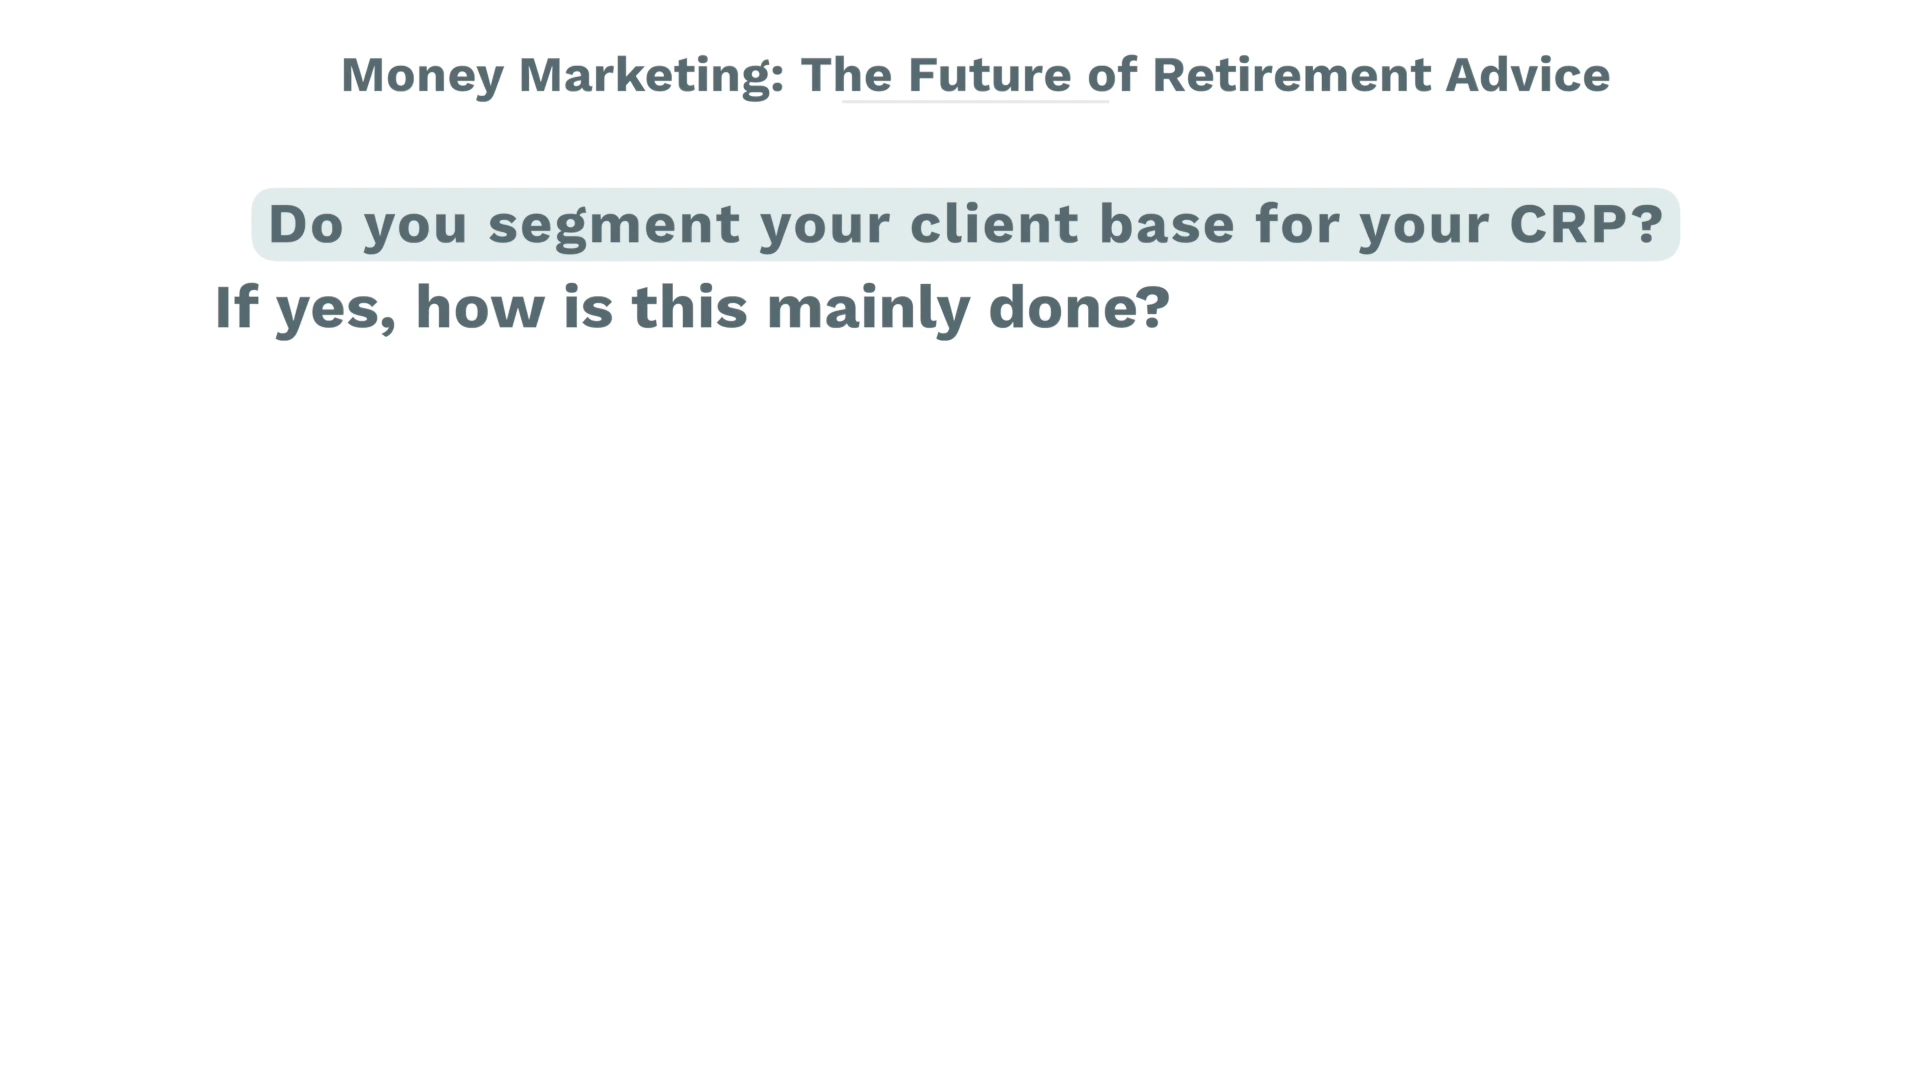 Money Marketing: The Future of Retirement Advice
Do you segment your client base for your CRP?
If yes, how is this mainly done?